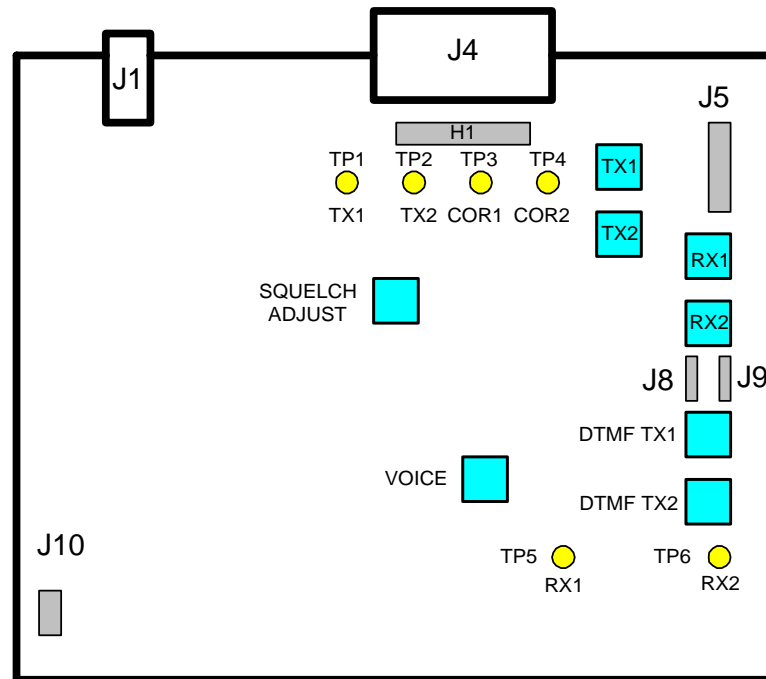 J4
J1
J5
H1
TP1
TP2
TP3
TP4
TX1
TX1
TX2
COR1
COR2
TX2
RX1
SQUELCH
ADJUST
RX2
J8
J9
DTMF TX1
VOICE
DTMF TX2
J10
TP5
TP6
RX1
RX2